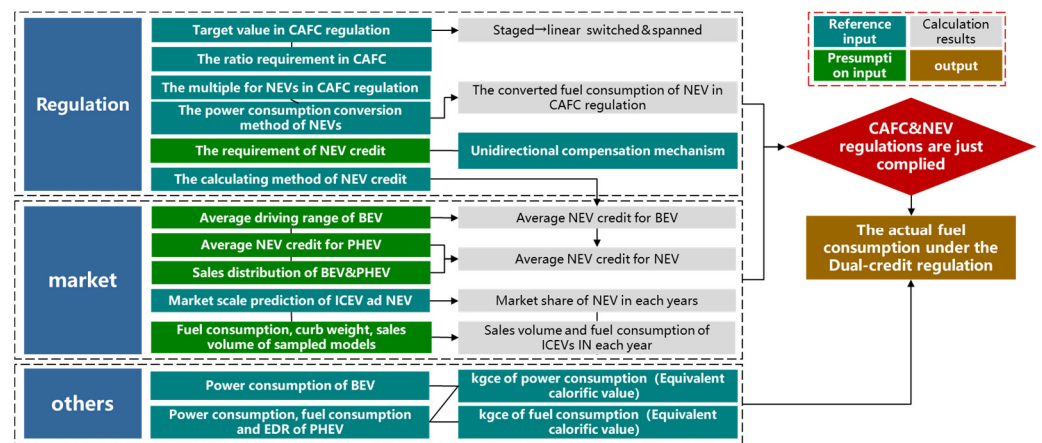 Regulation
Target value in CAFC regulation
Staged→linear switched&spanned
The ratio requirement in CAFC
The multiple for NEVs in CAFC regulation
The power consumption conversion
method of NEVs
The converted fuel consumption of NEV in
CAFC regulation
The requirement of NEV credit
Unidirectional compensation mechanism
The calculating method of NEV credit
market
Average driving range of BEV
Average NEV credit for BEV
Average NEV credit for PHEV
Sales distribution of BEV&PHEV
Average NEV credit for NEV
Market scale prediction of ICEV ad NEV
Market share of NEV in each years
Fuel consumption, curb weight, sales
volume of sampled models
Sales volume and fuel consumption of
ICEVs IN each year
others
Power consumption of BEV
kgce of power consumption (Equivalent
calorific value)
Power consumption, fuel consumption
and EDR of PHEV
kgce of fuel consumption (Equivalent
calorific value)
Reference
input
Calculation
results
Presumpti
on input
output
CAFC&NEV
regulations are just
complied
The actual fuel
consumption under the
Dual-credit regulation